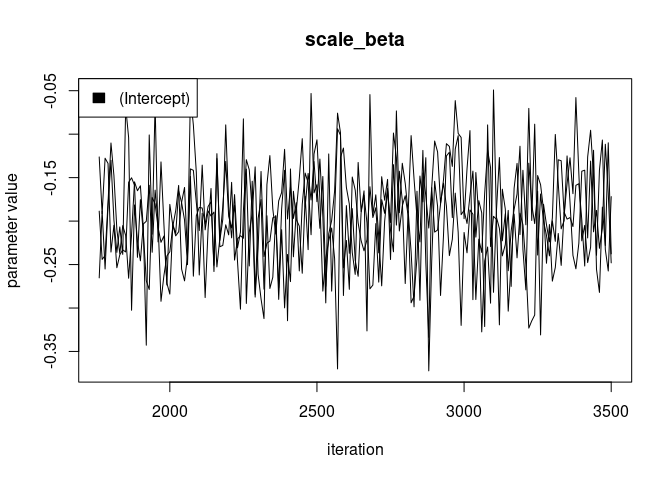 scale_beta
(Intercept)
parameter value
-0.05
-0.15
-0.25
-0.35
2000
2500
3000
3500
iteration